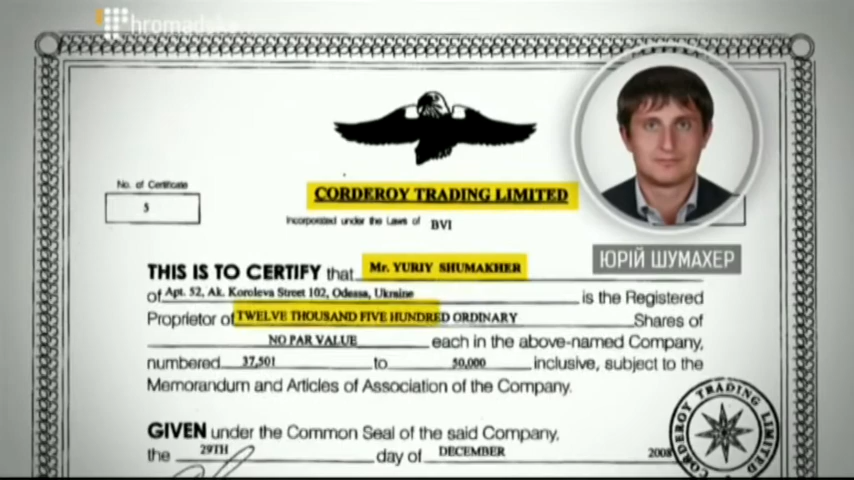 hromadske
No. of Certificate
5
CORDEROY TRADING LIMITED
Incorporated under the Laws of BVI
ЮРІЙ ШУМАХЕР
THIS IS TO CERTIFY that Mr. YURIY SHUMAKHER
of Apt. 52, Ak. Koroleva Street 102, Odessa, Ukraine is the Registered
Proprietor of TWELVE THOUSAND FIVE HUNDRED ORDINARY Shares of
NO PAR VALUE each in the above-named Company,
numbered 37,501 to 50,000 inclusive, subject to the
Memorandum and Articles of Association of the Company.
GIVEN under the Common Seal of the said Company,
the 29TH day of DECEMBER 2008
CORDEROY TRADING LIMITED